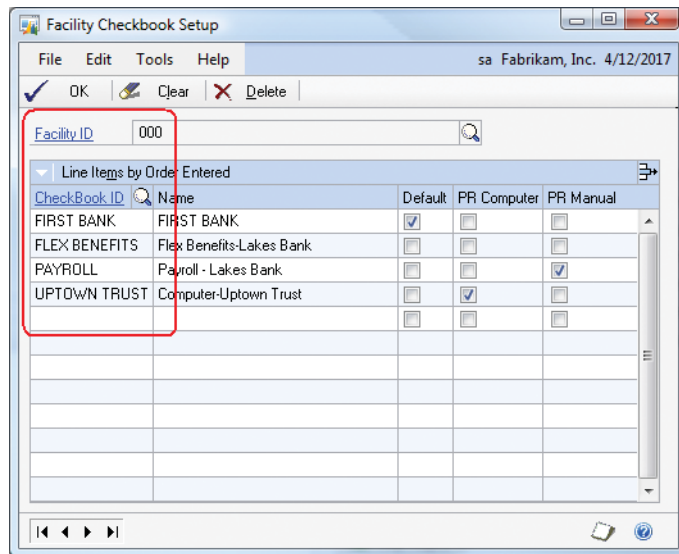 Facility Checkbook Setup
File Edit Tools Help sa Fabrikam, Inc. 4/12/2017
OK Clear Delete
Facility ID 000
Line Items by Order Entered
CheckBook ID Name Default PR Computer PR Manual
FIRST BANK FIRST BANK
FLEX BENEFITS Flex Benefits-Lakes Bank
PAYROLL Payroll - Lakes Bank
UPTOWN TRUST Computer-Uptown Trust